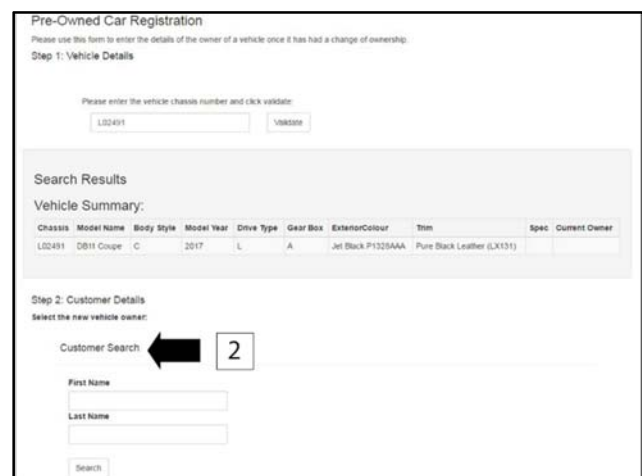 Pre-Owned Car Registration
Please use this form to enter the details of the owner of a vehicle once it has had a change of ownership.
Step 1: Vehicle Details
Please enter the vehicle chassis number and click validate:
L02491 Validate
Search Results
Vehicle Summary:
Chassis Model Name Body Style Model Year Drive Type Gear Box ExteriorColour Trim Spec Current Owner
L02491 DB11 Coupe C 2017 L A Jet Black P1328AAA Pure Black Leather (LX131)
Step 2: Customer Details
Select the new vehicle owner:
Customer Search 2
First Name
Last Name
Search